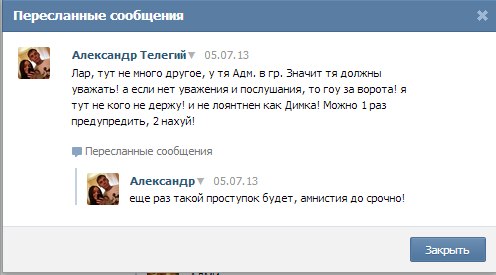 Пересланные сообщения
Александр Телегий 05.07.13
Лар, тут не много другое, у тя Адм. в гр. Значит тя должны
уважать! а если нет уважения и послушания, то гоу за ворота! я
тут не кого не держу! и не лоянтнен как Димка! Можно 1 раз
предупредить, 2 нахуй!
Пересланные сообщения
Александр 05.07.13
еще раз такой проступок будет, амнистия до срочно!
Закрыть